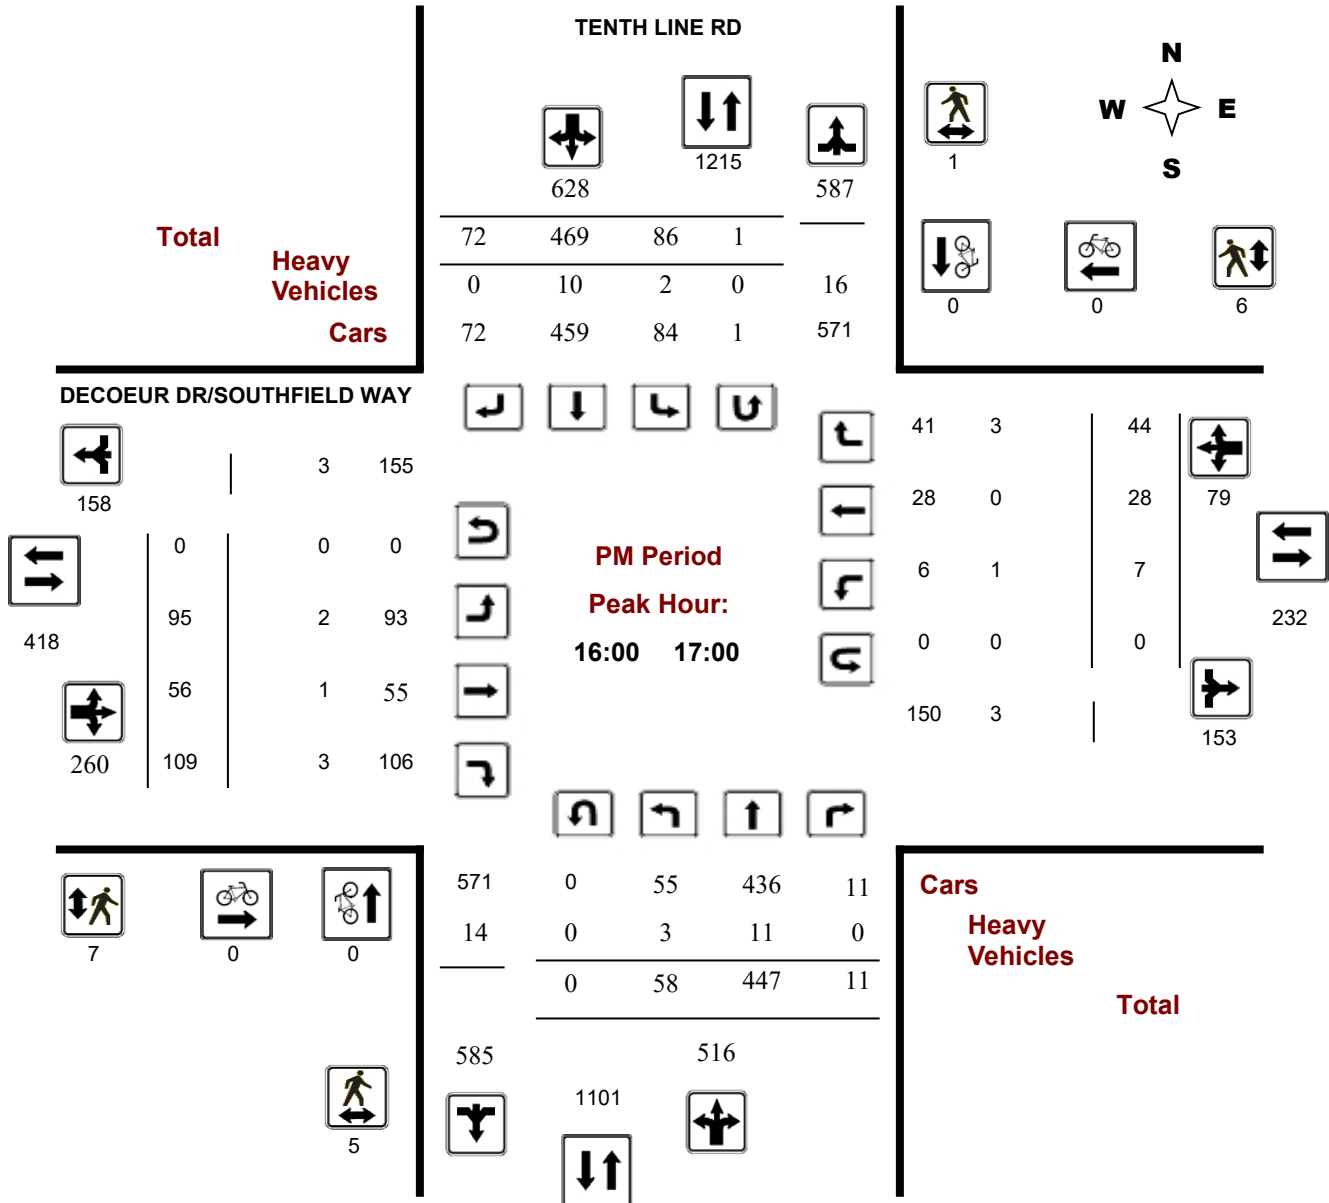 TENTH LINE RD
N
W E
S
1
1215
628 587
Total 72 469 86 1
Heavy
Vehicles 0 10 2 0 16
Cars 72 459 84 1 571
0 0 6
DECOEUR DR/SOUTHFIELD WAY
41 3 44
3 155
158
28 0 28 79
0 0 0
PM Period
6 1 7
Peak Hour:
95 2 93
232
418
16:00 17:00
0 0 0
56 1 55
150 3
153
260 109 3 106
571 0 55 436 11
Cars
14 0 3 11 0
Heavy
Vehicles
7 0 0
0 58 447 11
Total
585 516
1101
5